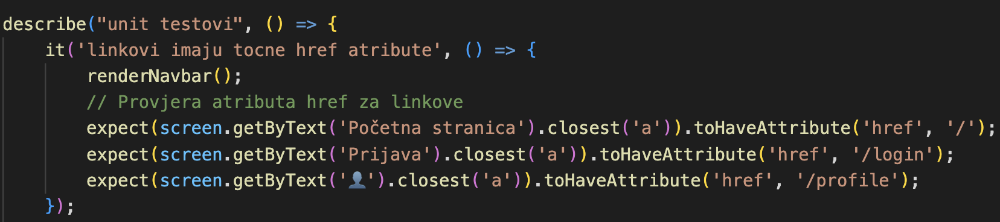 describe("unit testovi", () => {
    it('linkovi imaju tocne href atribute', () => {
        renderNavbar();
        // Provjera atributa href za linkove
        expect(screen.getByText('Početna stranica').closest('a')).toHaveAttribute('href', '/');
        expect(screen.getByText('Prijava').closest('a')).toHaveAttribute('href', '/login');
        expect(screen.getByText('👤').closest('a')).toHaveAttribute('href', '/profile');
    });